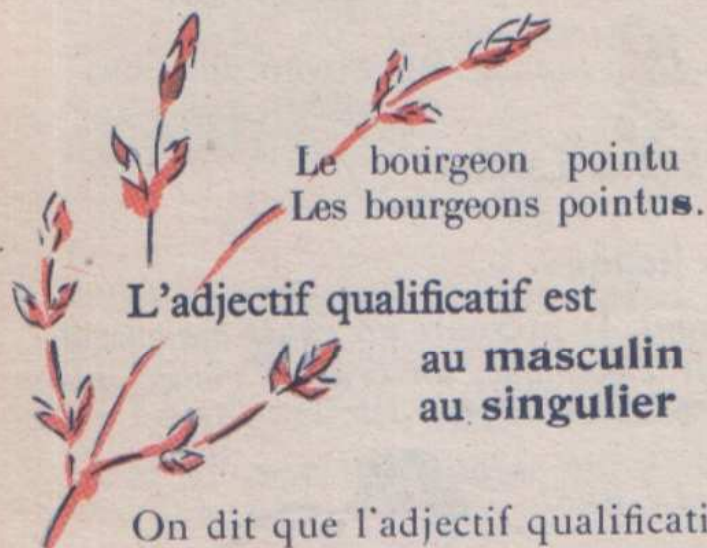 Le bourgeon pointu
Les bourgeons pointus.
L'adjectif qualificatif est
au masculin
au singulier
On dit que l'adjectif qualificati